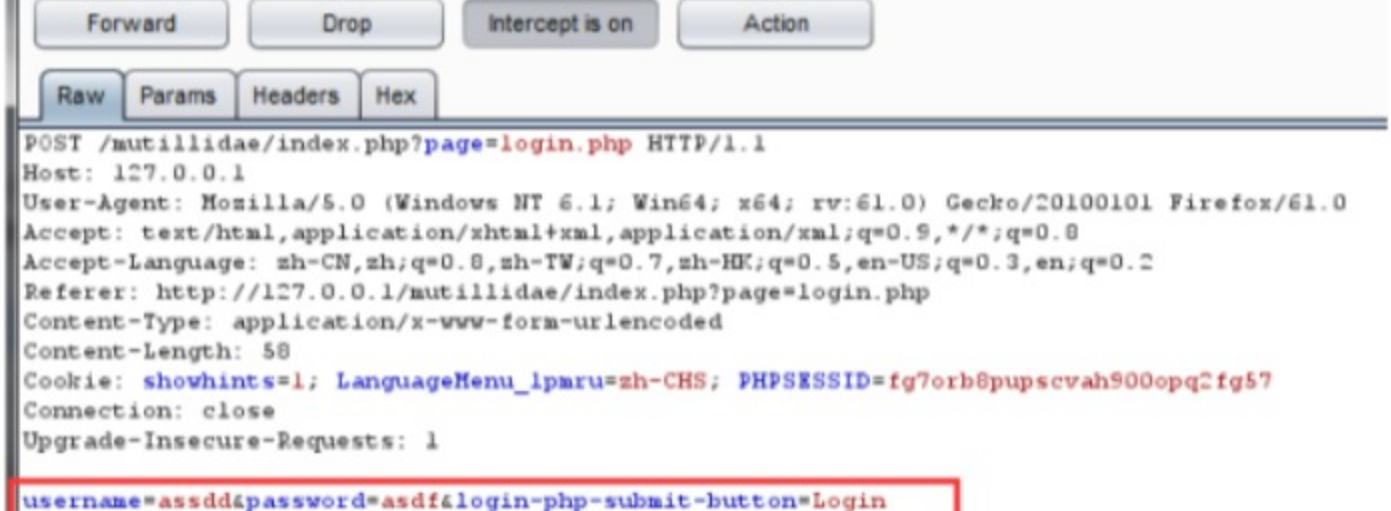 Forward Drop Intercept is on Action
Raw Params Headers Hex
POST /mutillidae/index.php?page=login.php HTTP/1.1
Host: 127.0.0.1
User-Agent: Mozilla/5.0 (Windows NT 6.1; Win64; x64; rv:61.0) Gecko/20100101 Firefox/61.0
Accept: text/html,application/xhtml+xml,application/xml;q=0.9,*/*;q=0.8
Accept-Language: zh-CN,zh;q=0.8,zh-TW;q=0.7,zh-HK;q=0.5,en-US;q=0.3,en;q=0.2
Referer: http://127.0.0.1/mutillidae/index.php?page=login.php
Content-Type: application/x-www-form-urlencoded
Content-Length: 58
Cookie: showhints=1; LanguageMenu_lpmru=zh-CHS; PHPSESSID=fg7orb8pupscvah900opq2fg57
Connection: close
Upgrade-Insecure-Requests: 1
username=assdd&password=asdf&login-php-submit-button=Login